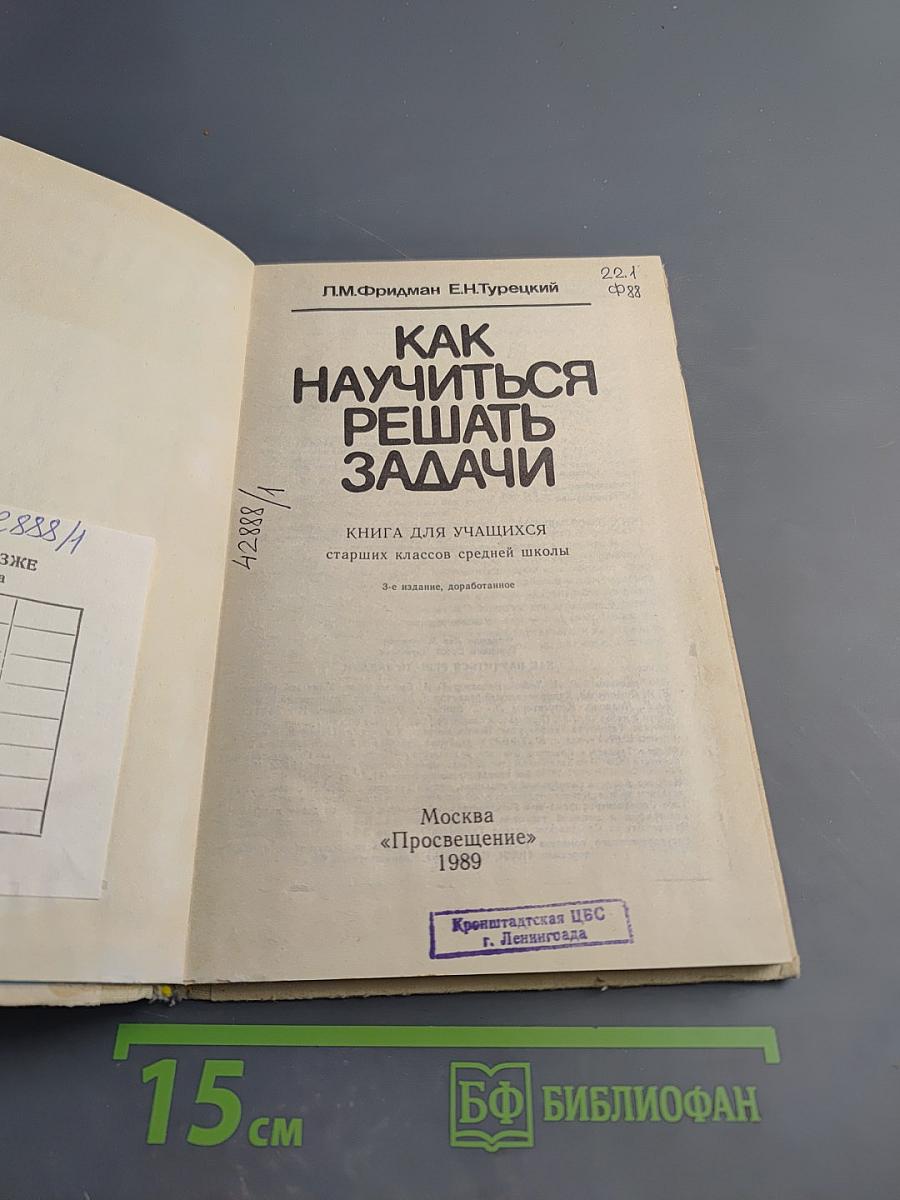 888/1
ЗЖЕ
а
Л.М.Фридман Е.Н.Турецкий
22.1
Ф88
КАК
НАУЧИТЬСЯ
РЕШАТЬ
ЗАДАЧИ
42888/1
КНИГА ДЛЯ УЧАЩИХСЯ
старших классов средней школы
3-е издание, доработанное
Москва
«Просвещение»
1989
Кронштадтская ЦБС
г. Ленинграда
15 см
БФ БИБЛИОФАН